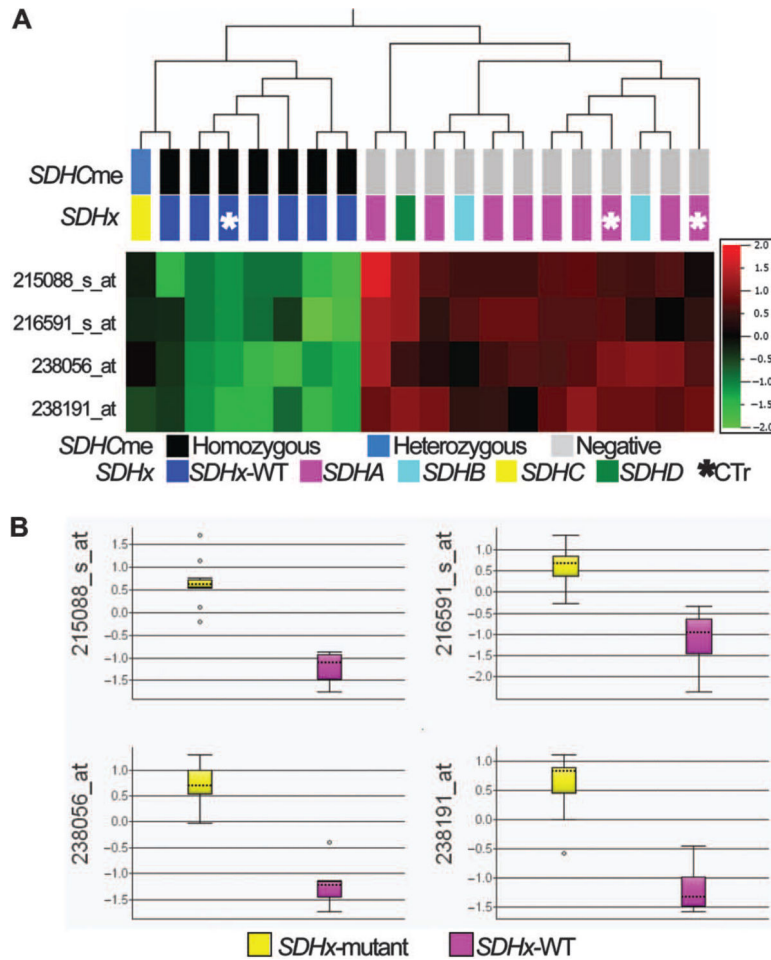 A
SDHCme
SDHx
* * *
215088_s_at
216591_s_at
238056_at
238191_at
2.0
1.5
1.0
0.5
0.0
-0.5
-1.0
-1.5
-2.0
SDHCme Homozygous Heterozygous Negative
SDHx SDHx-WT SDHA SDHB SDHC SDHD *CTr
B
215088_s_at
1.5
1.0
0.5
0.0
-0.5
-1.0
-1.5
216591_s_at
1.0
0.5
0.0
-0.5
-1.0
-1.5
-2.0
238056_at
1.0
0.5
0.0
-0.5
-1.0
-1.5
238191_at
1.0
0.5
0.0
-0.5
-1.0
-1.5
SDHx-mutant SDHx-WT